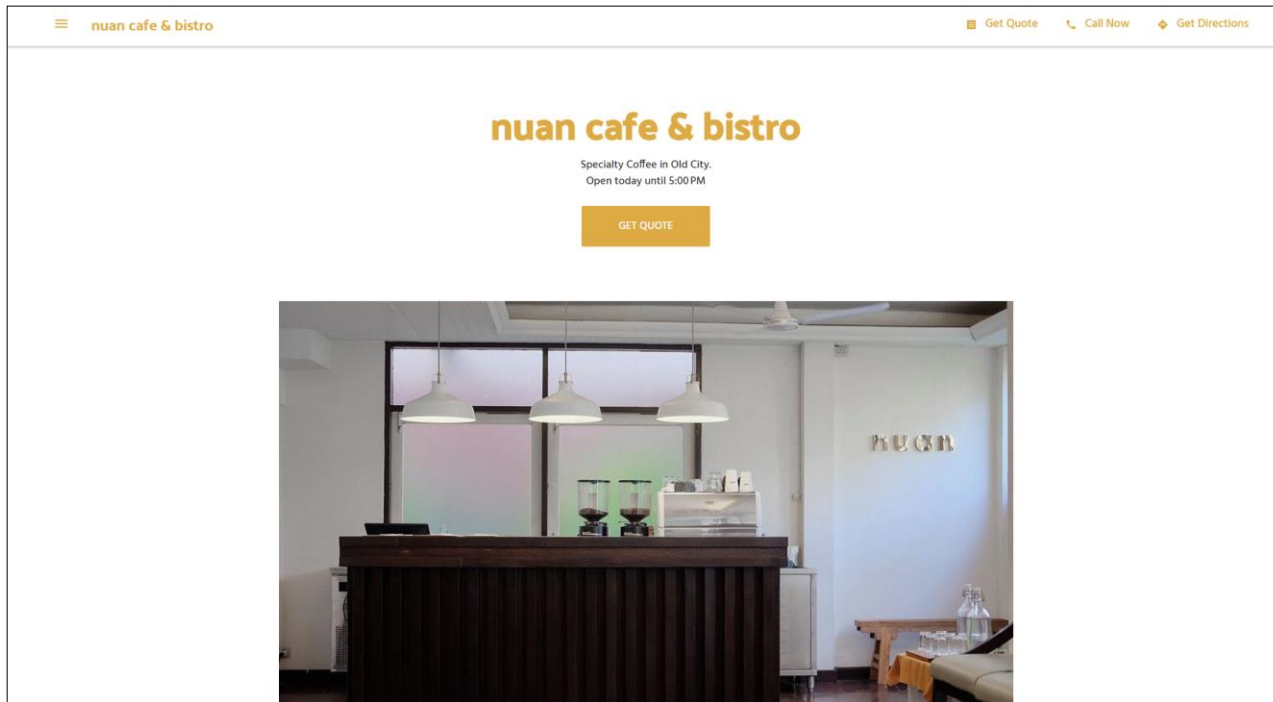 nuan cafe & bistro
Get Quote
Call Now
Get Directions
nuan cafe & bistro
Specialty Coffee in Old City.
Open today until 5:00 PM
GET QUOTE
nuan